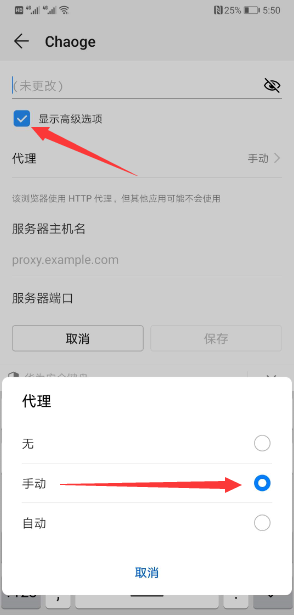 HD 4G 4G 25% 5:50
Chaoge
(未更改)
显示高级选项
代理 手动
该浏览器使用 HTTP 代理，但其他应用可能不会使用
服务器主机名
proxy.example.com
服务器端口
取消 保存
代理
无
手动
自动
取消